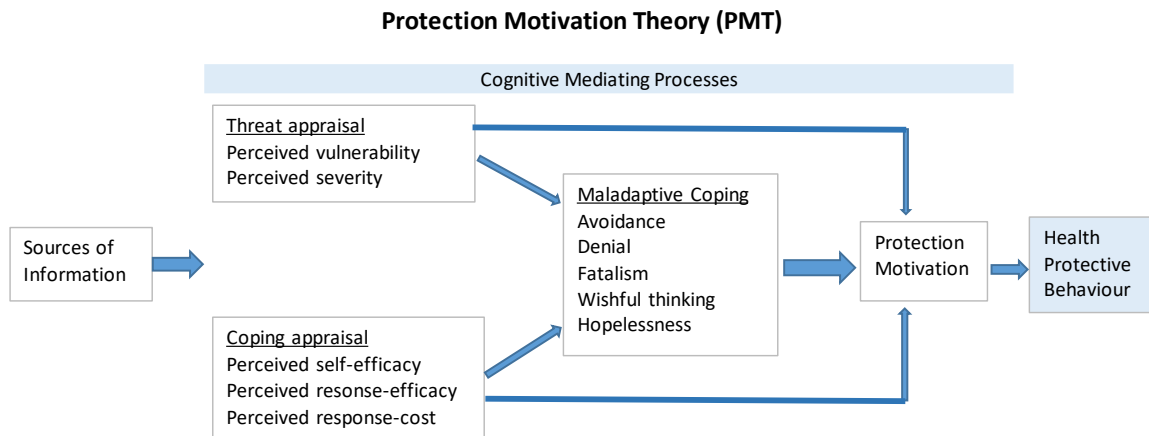 Protection Motivation Theory (PMT)
Cognitive Mediating Processes
Threat appraisal
Perceived vulnerability
Perceived severity
Sources of
Information
Maladaptive Coping
Avoidance
Denial
Fatalism
Wishful thinking
Hopelessness
Protection
Motivation
Health
Protective
Behaviour
Coping appraisal
Perceived self-efficacy
Perceived resonse-efficacy
Perceived response-cost